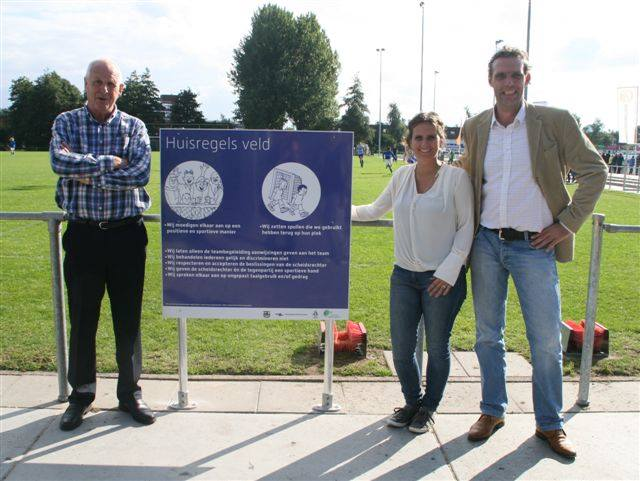 Huisregels veld
•Wij moedigen elkaar aan op een
positieve en sportieve manier
•Wij zetten spullen die we gebruikt
hebben terug op hun plek
•Wij laten alleen de teambegeleiding aanwijzingen geven aan het team
•Wij behandelen iedereen gelijk en discrimineren niet
•Wij respecteren en accepteren de beslissingen van de scheidsrechter
•Wij geven de scheidsrechter én de tegenpartij een sportieve hand
•Wij spreken elkaar aan op ongepast taalgebruik en/of gedrag